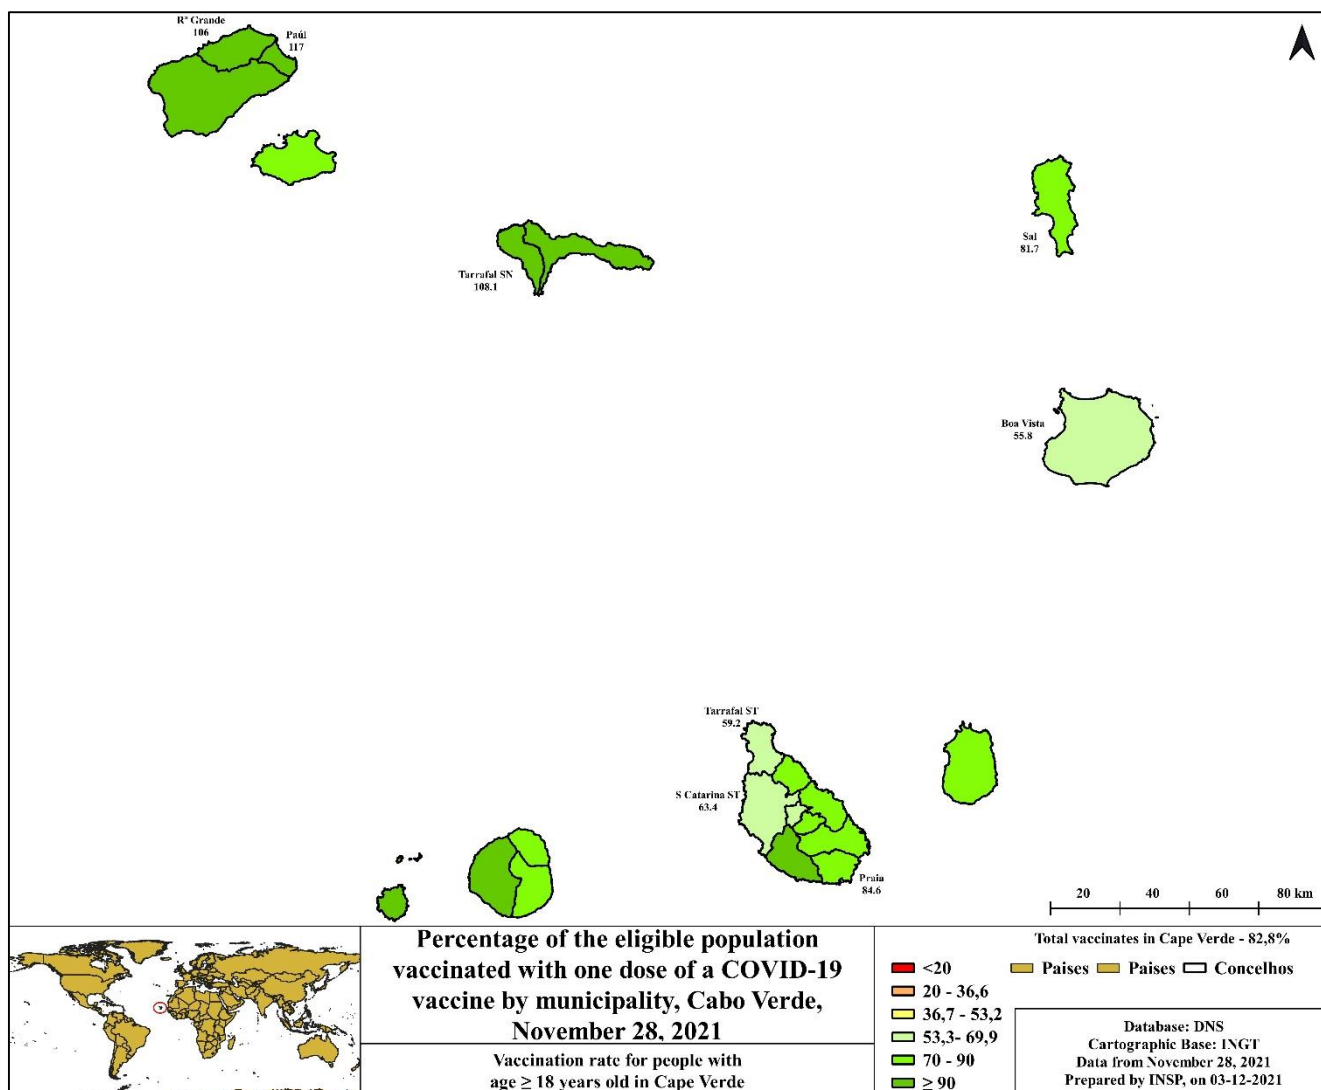 Rª Grande
106
Paúl
117
Sal
81.7
Tarrafal SN
108.1
Boa Vista
55.8
Tarrafal ST
59.2
S Catarina ST
63.4
Praia
84.6
20 40 60 80 km
Percentage of the eligible population
vaccinated with one dose of a COVID-19
vaccine by municipality, Cabo Verde,
November 28, 2021
Vaccination rate for people with
age ≥ 18 years old in Cape Verde
<20
20 - 36,6
36,7 - 53,2
53,3- 69,9
70 - 90
≥ 90
Total vaccinates in Cape Verde - 82,8%
Paises Paises Concelhos
Database: DNS
Cartographic Base: INGT
Data from November 28, 2021
Prepared by INSP, on 03-12-2021